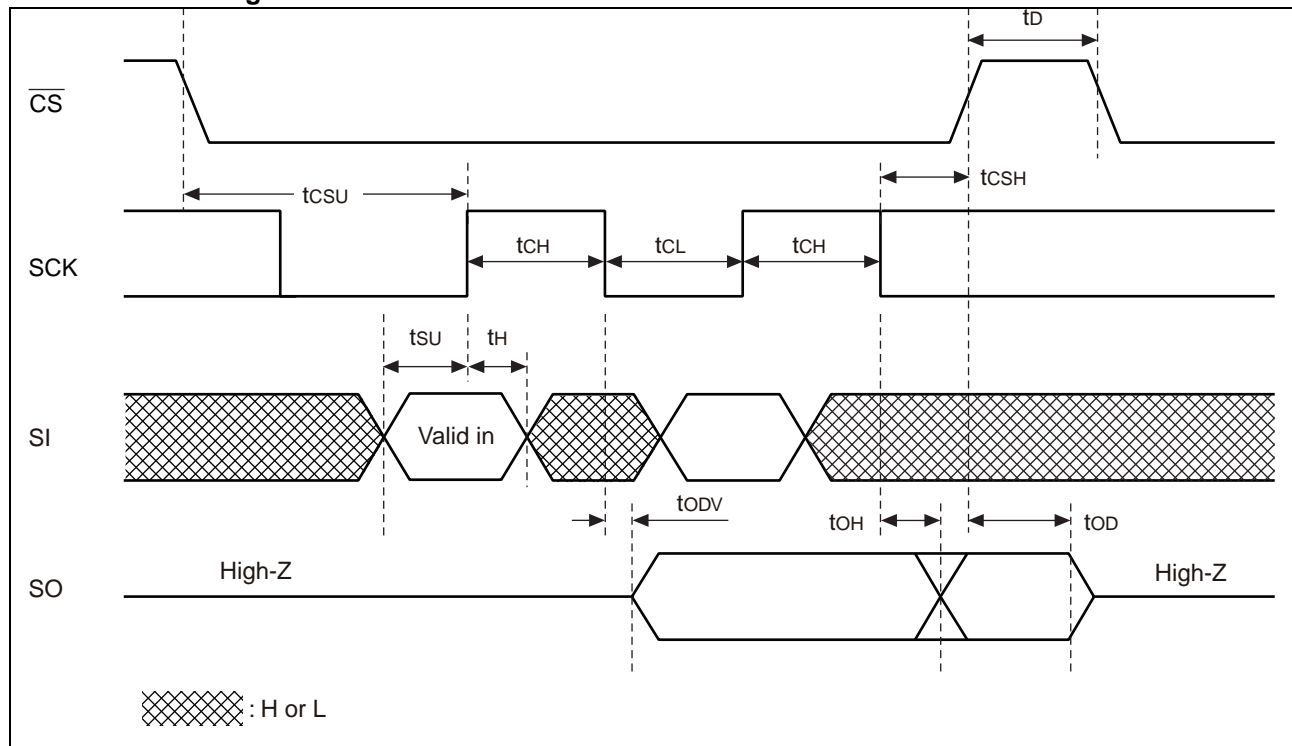 tD
CS
tCSU
tCSH
SCK
tCH
tCL
tCH
tSU
tH
SI
Valid in
tODV
tOH
tOD
SO
High-Z
High-Z
: H or L